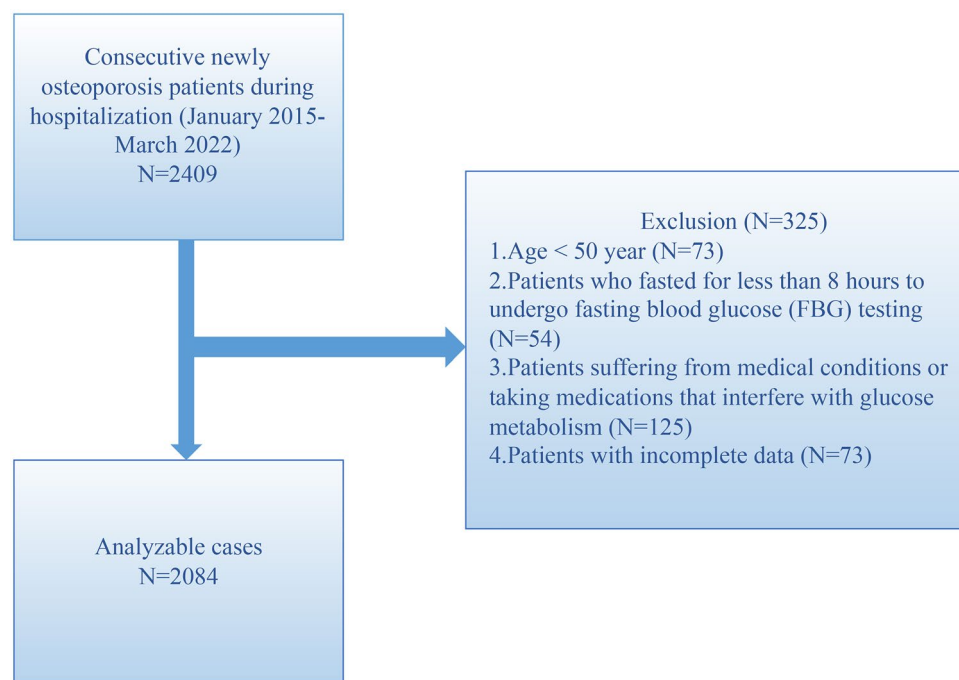 Consecutive newly
osteoporosis patients during
hospitalization (January 2015-
March 2022)
N=2409
Exclusion (N=325)
1.Age < 50 year (N=73)
2.Patients who fasted for less than 8 hours to
undergo fasting blood glucose (FBG) testing
(N=54)
3.Patients suffering from medical conditions or
taking medications that interfere with glucose
metabolism (N=125)
4.Patients with incomplete data (N=73)
Analyzable cases
N=2084